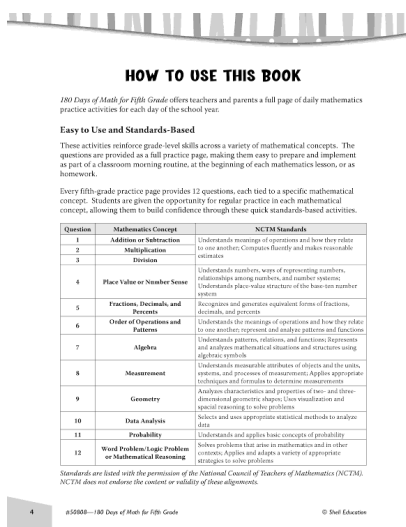 HOW TO USE THIS BOOK
180 Days of Math for Fifth Grade offers teachers and parents a full page of daily mathematics
practice activities for each day of the school year.
Easy to Use and Standards-Based
These activities reinforce grade-level skills across a variety of mathematical concepts. The
questions are provided as a full practice page, making them easy to prepare and implement
as part of a classroom morning routine, at the beginning of each mathematics lesson, or as
homework.
Every fifth-grade practice page provides 12 questions, each tied to a specific mathematical
concept. Students are given the opportunity for regular practice in each mathematical
concept, allowing them to build confidence through these quick standards-based activities.
Question Mathematics Concept NCTM Standards
1 Addition or Subtraction
2 Multiplication
3 Division
Understands meanings of operations and how they relate
to one another; Computes fluently and makes reasonable
estimates
4 Place Value or Number Sense
Understands numbers, ways of representing numbers,
relationships among numbers, and number systems;
Understands place-value structure of the base-ten number
system
5 Fractions, Decimals, and
Percents
Recognizes and generates equivalent forms of fractions,
decimals, and percents
6 Order of Operations and
Patterns
Understands the meanings of operations and how they relate
to one another; represent and analyze patterns and functions
7 Algebra
Understands patterns, relations, and functions; Represents
and analyzes mathematical situations and structures using
algebraic symbols
8 Measurement
Understands measurable attributes of objects and the units,
systems, and processes of measurement; Applies appropriate
techniques and formulas to determine measurements
9 Geometry
Analyzes characteristics and properties of two- and three-
dimensional geometric shapes; Uses visualization and
spacial reasoning to solve problems
10 Data Analysis
Selects and uses appropriate statistical methods to analyze
data
11 Probability Understands and applies basic concepts of probability
12 Word Problem/Logic Problem
or Mathematical Reasoning
Solves problems that arise in mathematics and in other
contexts; Applies and adapts a variety of appropriate
strategies to solve problems
Standards are listed with the permission of the National Council of Teachers of Mathematics (NCTM).
NCTM does not endorse the content or validity of these alignments.
4 #50808—180 Days of Math for Fifth Grade © Shell Education